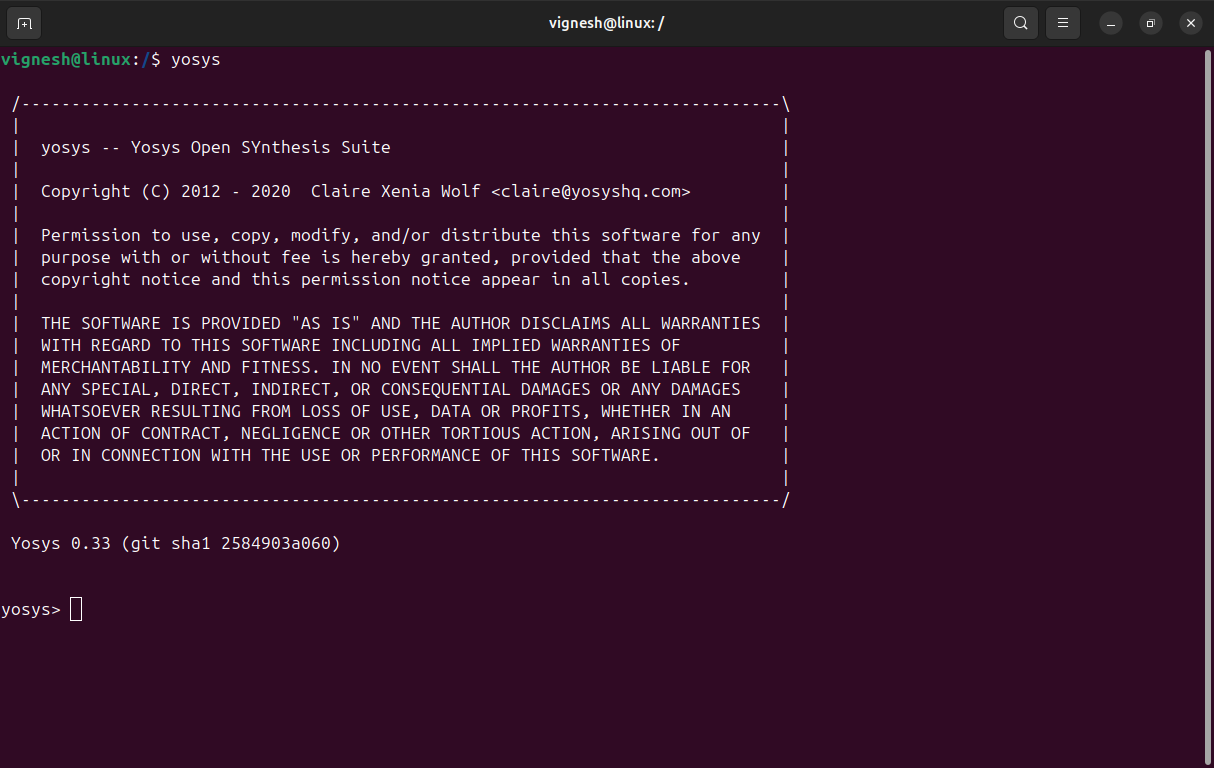 vignesh@linux: /
vignesh@linux:/$ yosys
/----------------------------------------------------------------------------\
|                                                                            |
|  yosys -- Yosys Open SYnthesis Suite                                       |
|                                                                            |
|  Copyright (C) 2012 - 2020  Claire Xenia Wolf <claire@yosyshq.com>         |
|                                                                            |
|  Permission to use, copy, modify, and/or distribute this software for any  |
|  purpose with or without fee is hereby granted, provided that the above    |
|  copyright notice and this permission notice appear in all copies.         |
|                                                                            |
|  THE SOFTWARE IS PROVIDED "AS IS" AND THE AUTHOR DISCLAIMS ALL WARRANTIES  |
|  WITH REGARD TO THIS SOFTWARE INCLUDING ALL IMPLIED WARRANTIES OF          |
|  MERCHANTABILITY AND FITNESS. IN NO EVENT SHALL THE AUTHOR BE LIABLE FOR   |
|  ANY SPECIAL, DIRECT, INDIRECT, OR CONSEQUENTIAL DAMAGES OR ANY DAMAGES    |
|  WHATSOEVER RESULTING FROM LOSS OF USE, DATA OR PROFITS, WHETHER IN AN     |
|  ACTION OF CONTRACT, NEGLIGENCE OR OTHER TORTIOUS ACTION, ARISING OUT OF   |
|  OR IN CONNECTION WITH THE USE OR PERFORMANCE OF THIS SOFTWARE.            |
|                                                                            |
\----------------------------------------------------------------------------/
Yosys 0.33 (git sha1 2584903a060)
yosys>